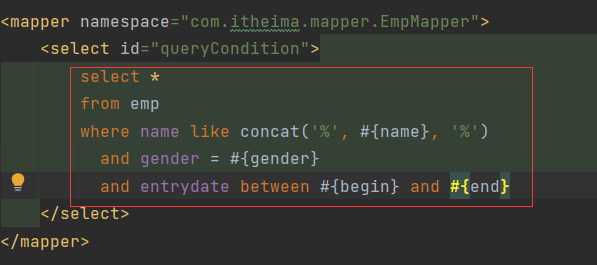 <mapper namespace="com.itheima.mapper.EmpMapper">
<select id="queryCondition">
select *
from emp
where name like concat('%', #{name}, '%')
and gender = #{gender}
and entrydate between #{begin} and #{end}
</select>
</mapper>